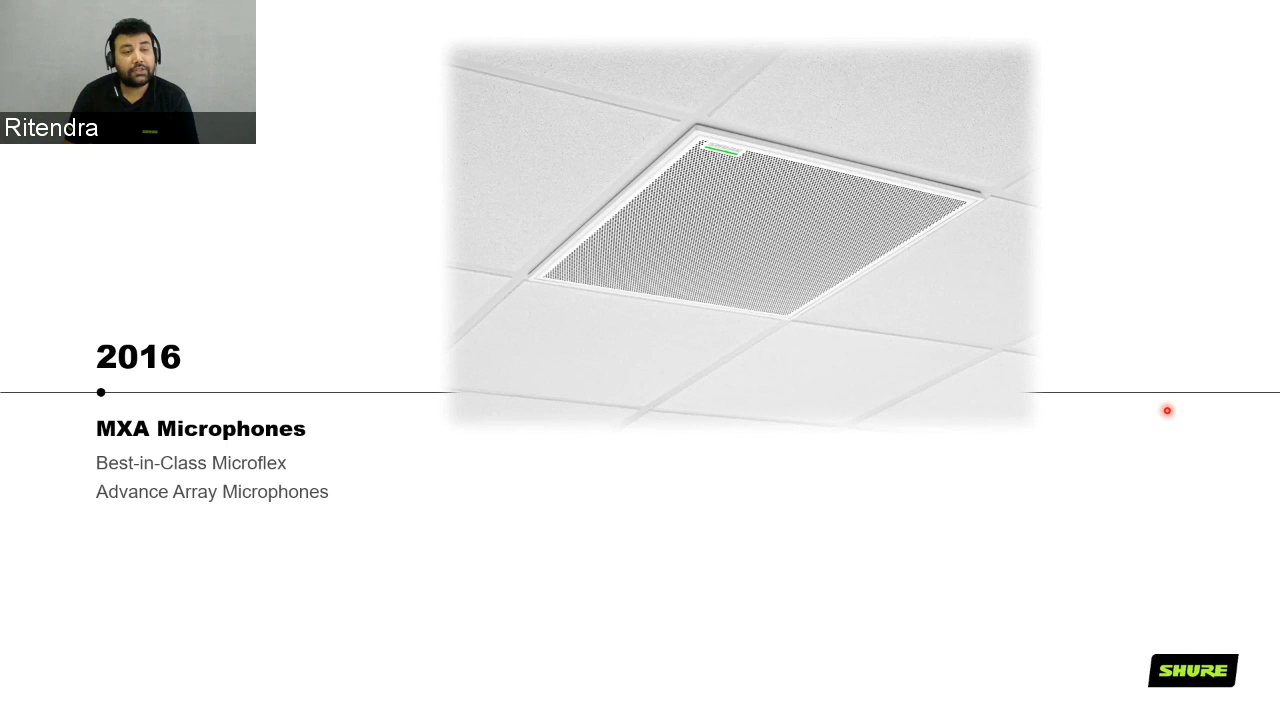 Ritendra
2016
MXA Microphones
Best-in-Class Microflex
Advance Array Microphones
SHURE